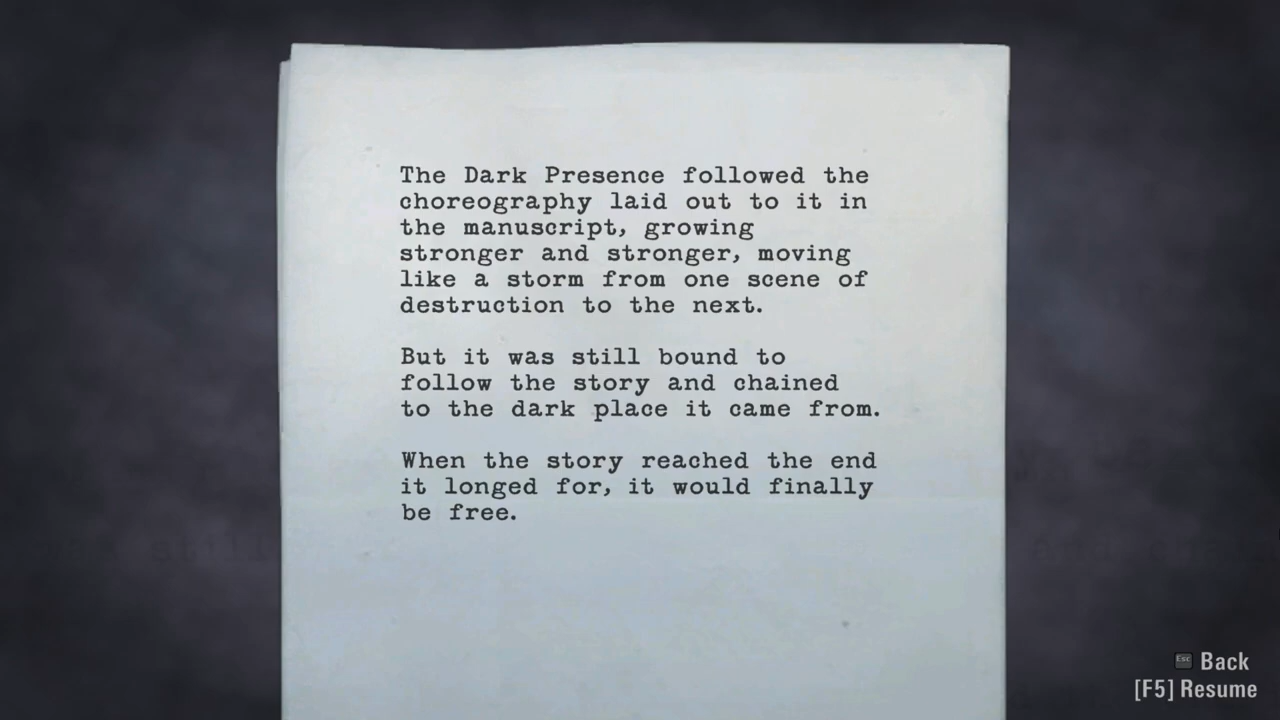 The Dark Presence followed the
choreography laid out to it in
the manuscript, growing
stronger and stronger, moving
like a storm from one scene of
destruction to the next.
But it was still bound to
follow the story and chained
to the dark place it came from.
When the story reached the end
it longed for, it would finally
be free.
Esc Back
[F5] Resume